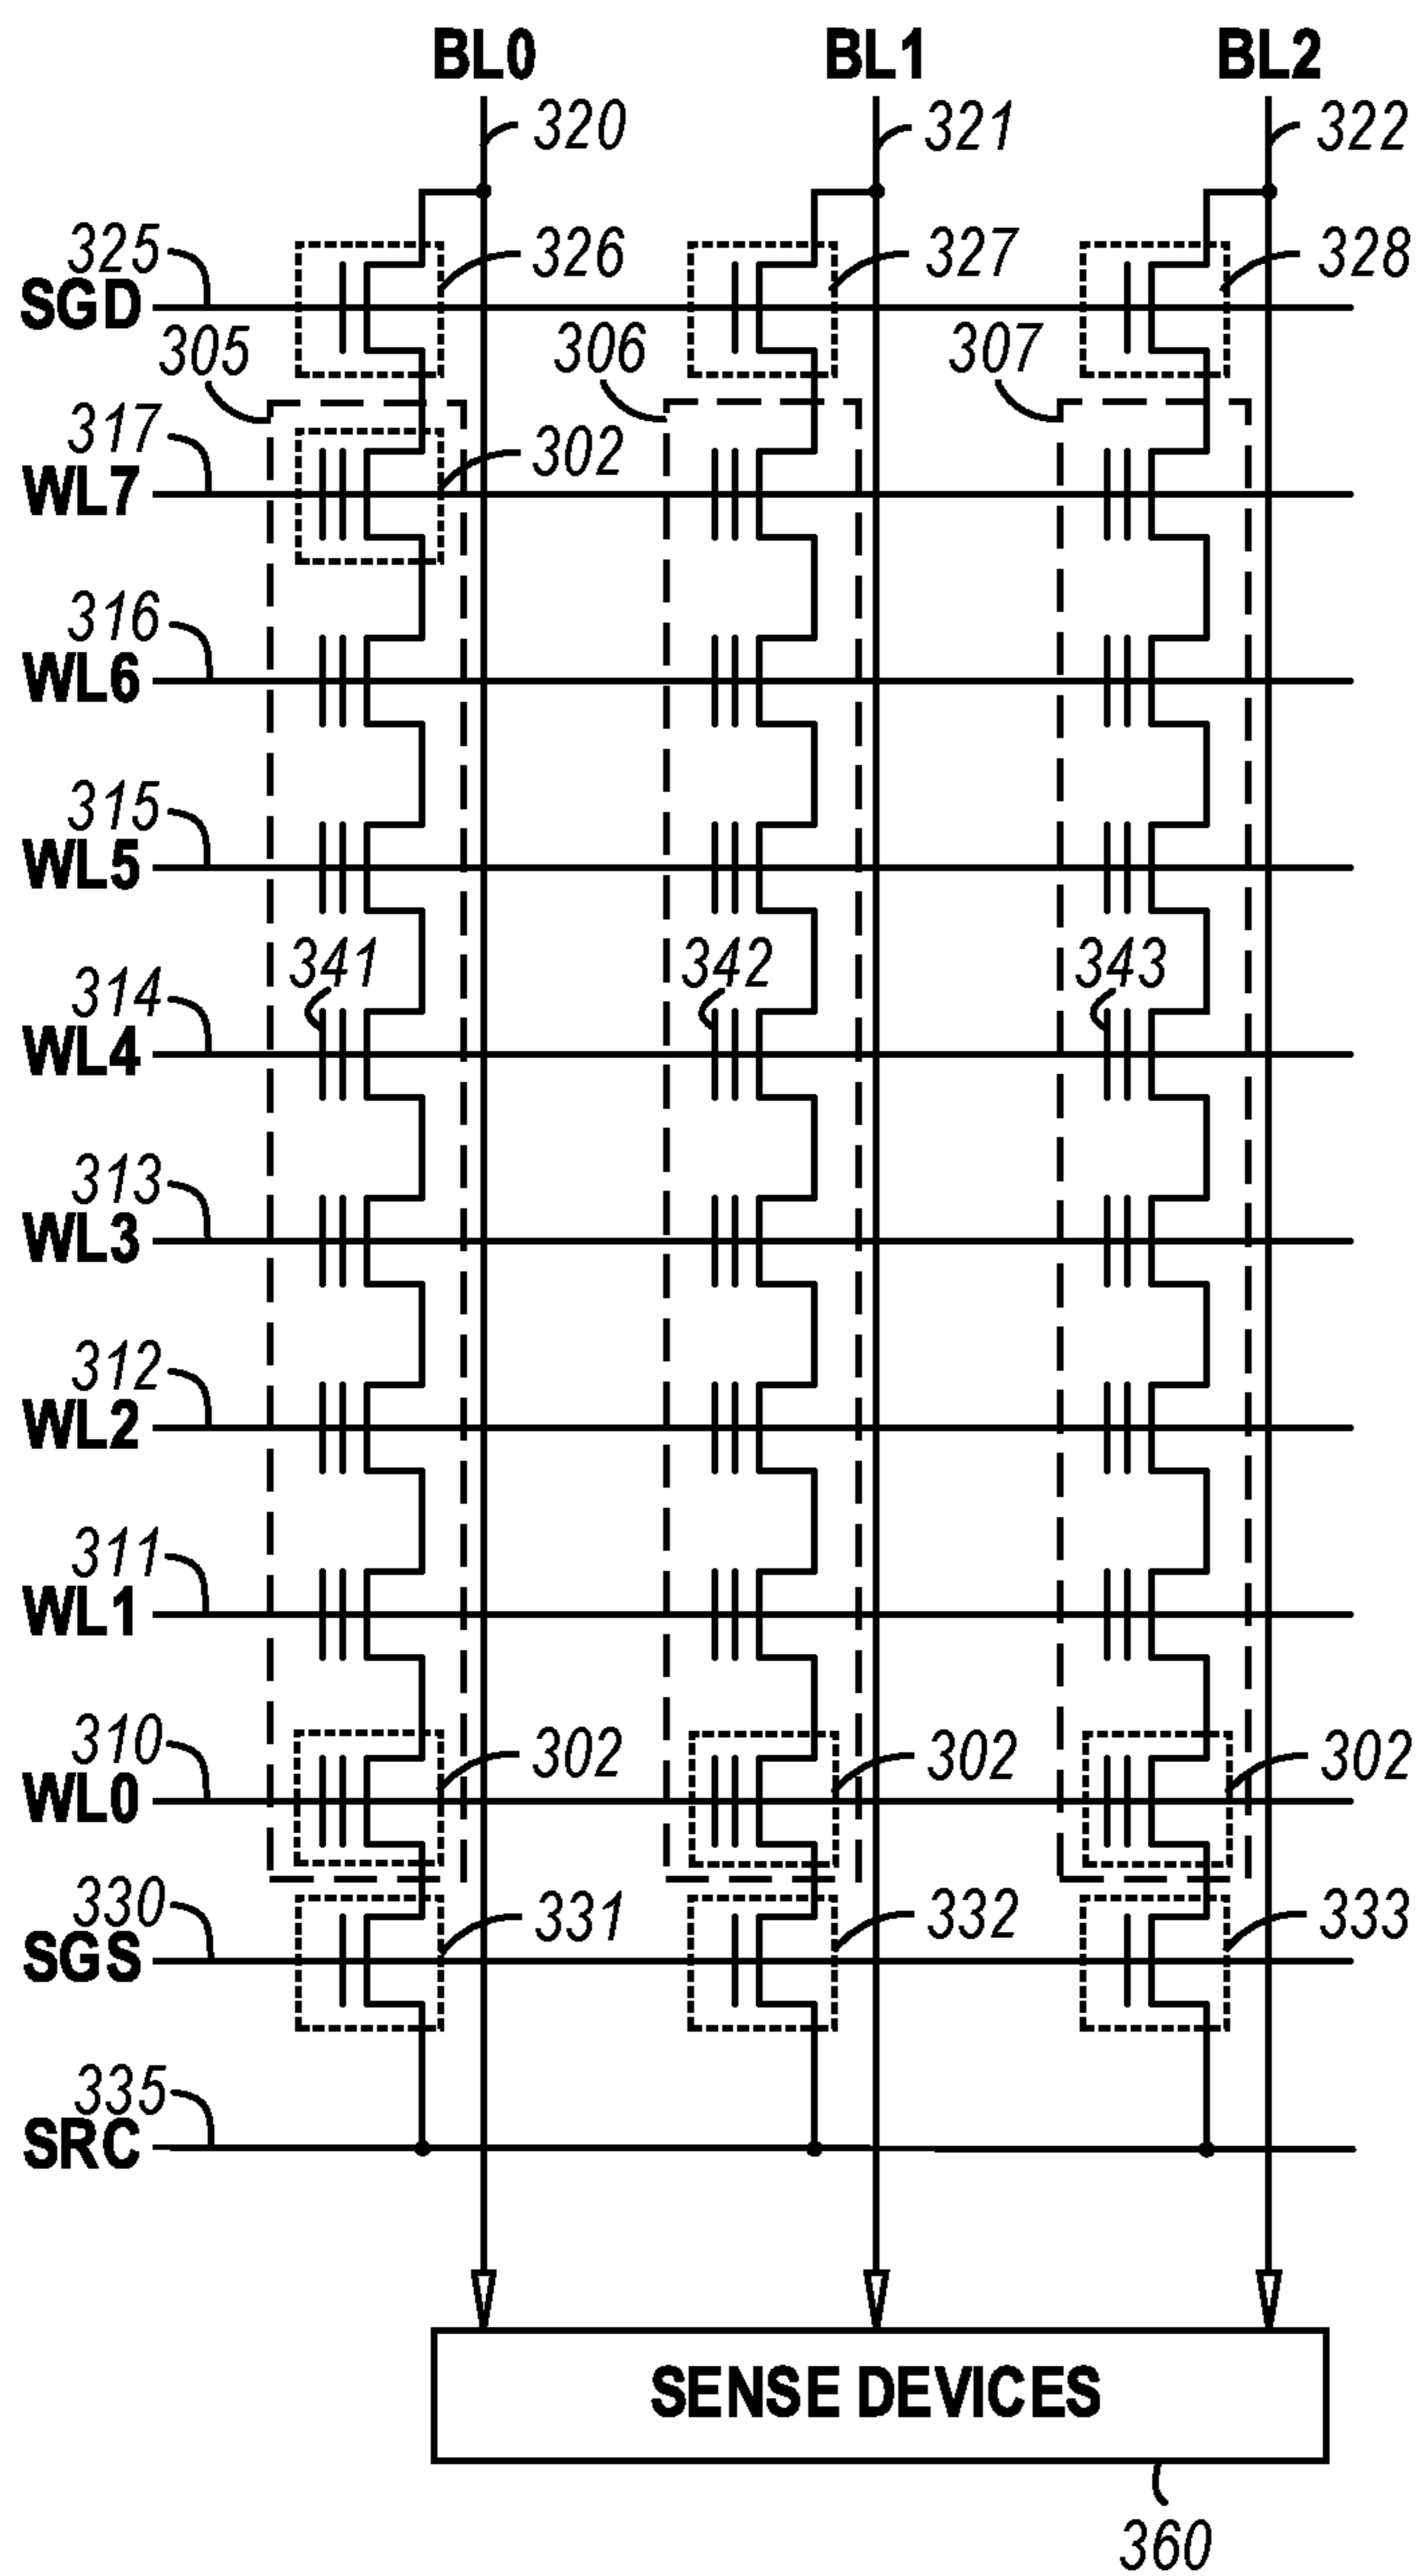 BL0 BL1 BL2
320 321 322
325 326 327 328
SGD
305 306 307
317 302
WL7
316
WL6
315
WL5
341 342 343
314
WL4
313
WL3
312
WL2
311
WL1
310 302 302 302
WL0
330 331 332 333
SGS
335
SRC
SENSE DEVICES
360